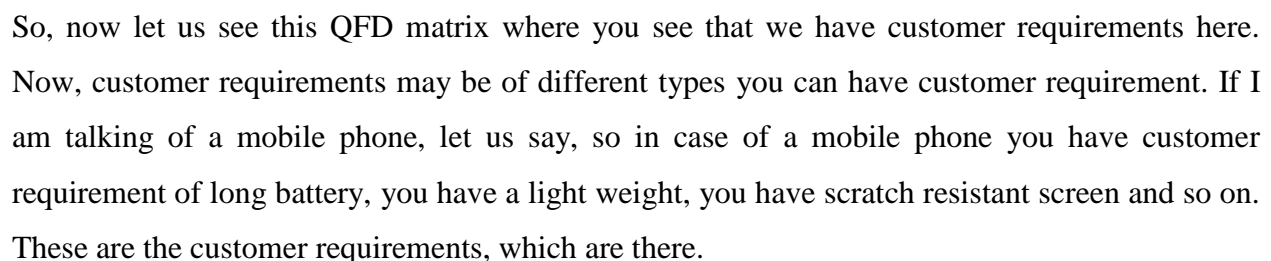 So, now let us see this QFD matrix where you see that we have customer requirements here.
Now, customer requirements may be of different types you can have customer requirement. If I
am talking of a mobile phone, let us say, so in case of a mobile phone you have customer
requirement of long battery, you have a light weight, you have scratch resistant screen and so on.
These are the customer requirements, which are there.